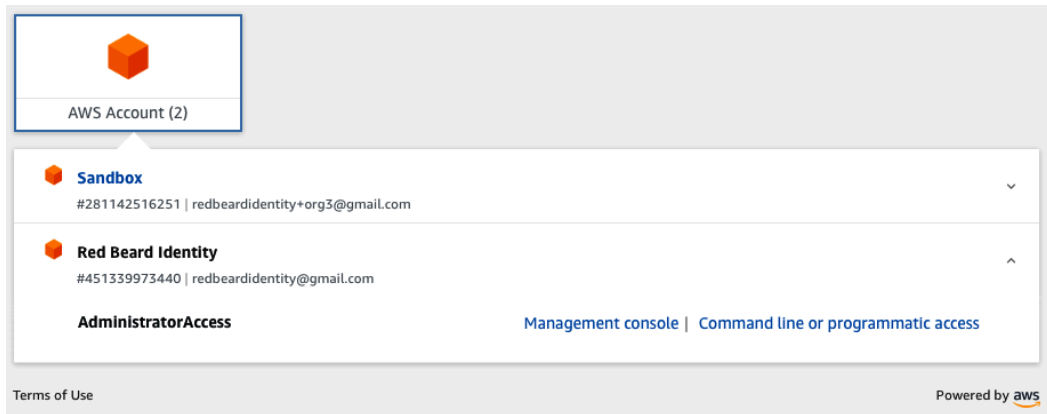 AWS Account (2)
Sandbox
#281142516251 | redbeardidentity+org3@gmail.com
Red Beard Identity
#451339973440 | redbeardidentity@gmail.com
AdministratorAccess Management console | Command line or programmatic access
Terms of Use Powered by aws